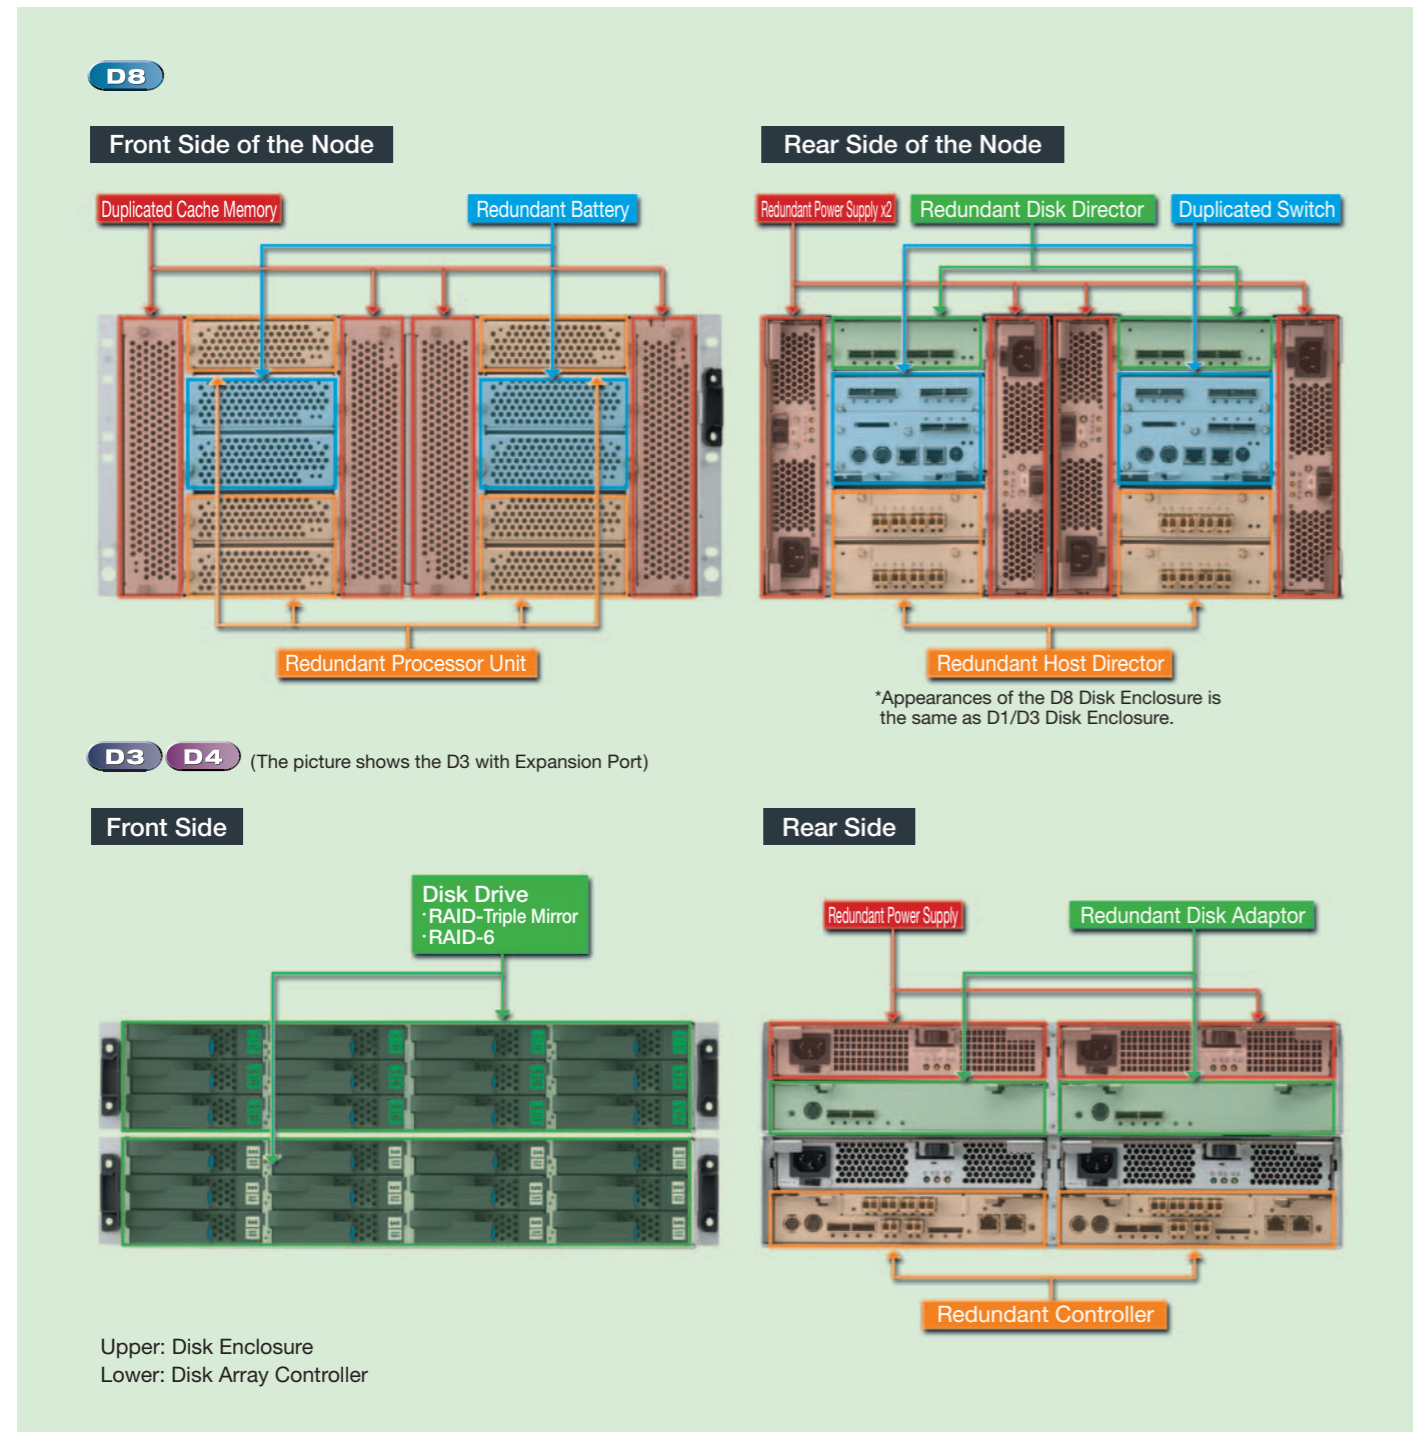 D8
Front Side of the Node
Rear Side of the Node
Duplicated Cache Memory
Redundant Battery
Redundant Power Supply x2
Redundant Disk Director
Duplicated Switch
Redundant Processor Unit
Redundant Host Director
*Appearances of the D8 Disk Enclosure is
the same as D1/D3 Disk Enclosure.
D3 D4 (The picture shows the D3 with Expansion Port)
Front Side
Rear Side
Disk Drive
·RAID-Triple Mirror
·RAID-6
Redundant Power Supply
Redundant Disk Adaptor
Redundant Controller
Upper: Disk Enclosure
Lower: Disk Array Controller